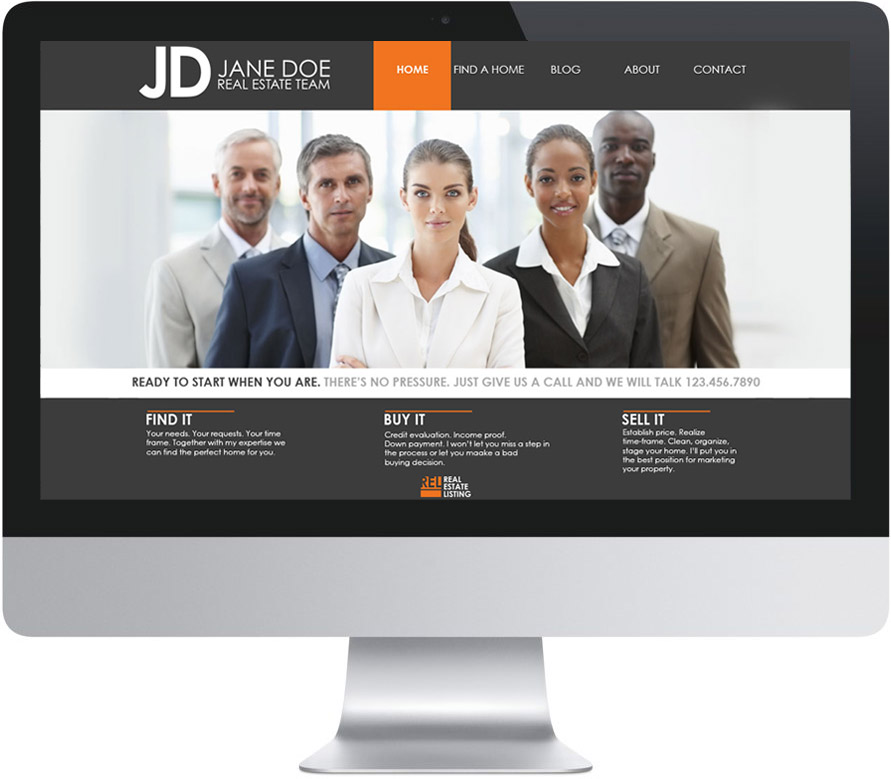 JD JANE DOE
REAL ESTATE TEAM
HOME FIND A HOME BLOG ABOUT CONTACT
READY TO START WHEN YOU ARE. THERE'S NO PRESSURE. JUST GIVE US A CALL AND WE WILL TALK 123.456.7890
FIND IT
Your needs. Your requests. Your time
frame. Together with my expertise we
can find the perfect home for you.
BUY IT
Credit evaluation. Income proof.
Down payment. I won't let you miss a step in
the process or let you maake a bad
buying decision.
SELL IT
Establish price. Realize
time-frame. Clean, organize,
stage your home. I'll put you in
the best position for marketing
your property.
REL REAL
ESTATE
LISTING